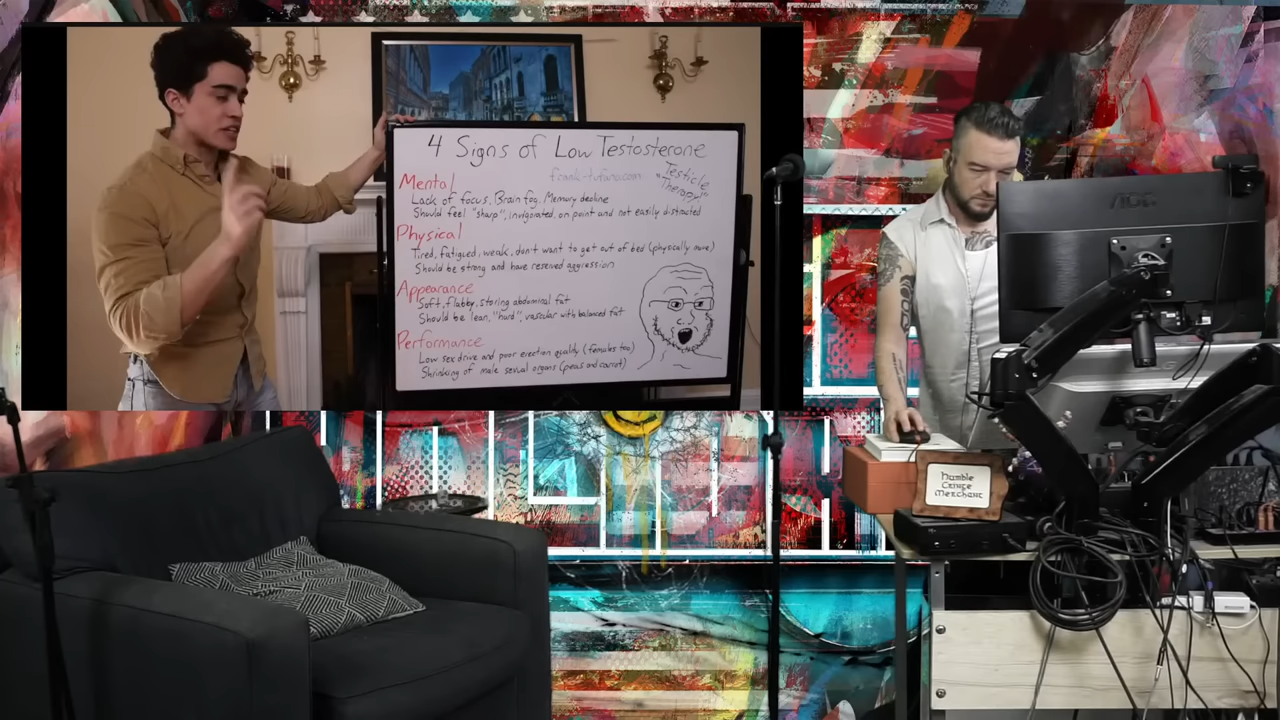 4 Signs of Low Testosterone
frank-tufano.com
"Testicle
Therapy"
Mental
Lack of focus, Brain fog, Memory decline
Should feel "sharp", invigorated, on point and not easily distracted
Physical
Tired, fatigued, weak, don't want to get out of bed (physically move)
Should be strong and have reserved aggression
Appearance
Soft, flabby, storing abdominal fat
Should be lean, "hard", vascular with balanced fat
Performance
Low sex drive and poor erection quality (females too)
Shrinking of male sexual organs (penis and
AOC
Humble
Merchant